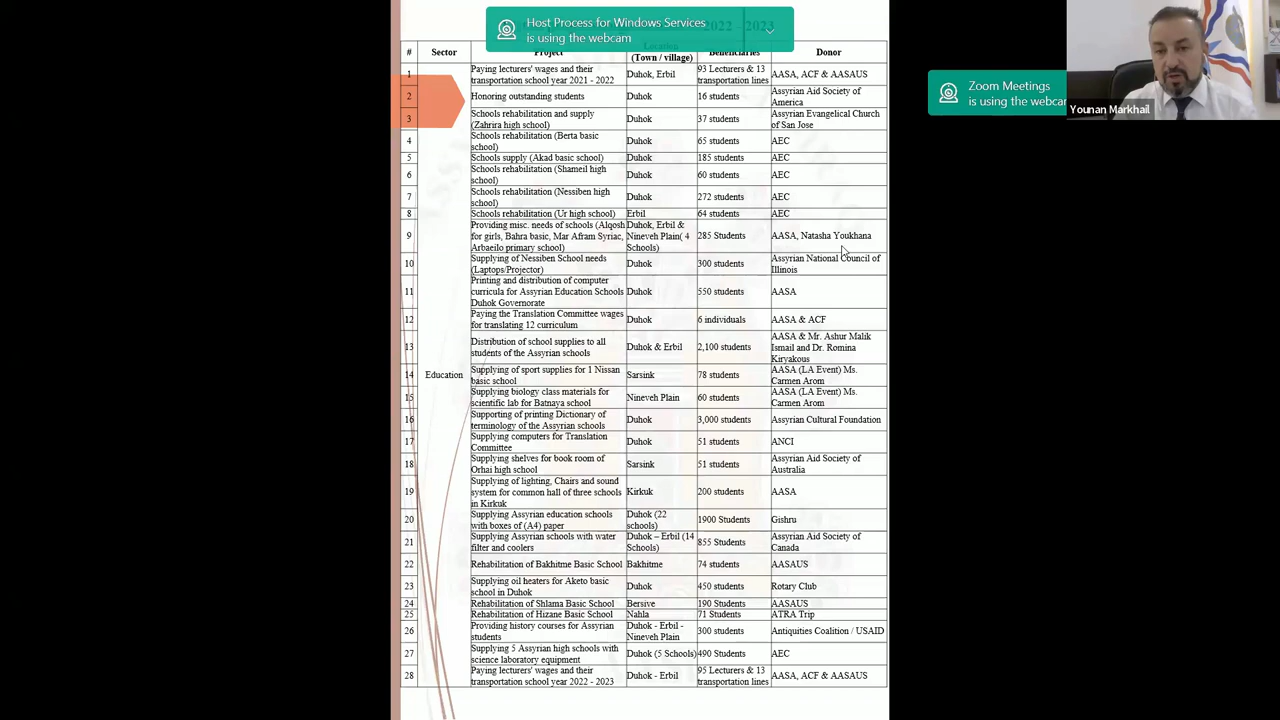 Host Process for Windows Services
is using the webcam
2022 - 2023
Zoom Meetings
is using the webcam
Younan Markhail
# Sector Project Location (Town / village) Beneficiaries Donor
1 Paying lecturers' wages and their transportation school year 2021 - 2022 Duhok, Erbil 93 Lecturers & 13 transportation lines AASA, ACF & AASAUS
2 Honoring outstanding students Duhok 16 students Assyrian Aid Society of America
3 Schools rehabilitation and supply (Zahrira high school) Duhok 37 students Assyrian Evangelical Church of San Jose
4 Schools rehabilitation (Berta basic school) Duhok 65 students AEC
5 Schools supply (Akad basic school) Duhok 185 students AEC
6 Schools rehabilitation (Shameil high school) Duhok 60 students AEC
7 Schools rehabilitation (Nessiben high school) Duhok 272 students AEC
8 Schools rehabilitation (Ur high school) Erbil 64 students AEC
9 Providing misc. needs of schools (Alqosh for girls, Bahra basic, Mar Afram Syriac, Arbaeilo primary school) Duhok, Erbil & Nineveh Plain( 4 Schools) 285 Students AASA, Natasha Youkhana
10 Supplying of Nessiben School needs (Laptops/Projector) Duhok 300 students Assyrian National Council of Illinois
11 Printing and distribution of computer curricula for Assyrian Education Schools Duhok Governorate Duhok 550 students AASA
12 Paying the Translation Committee wages for translating 12 curriculum Duhok 6 individuals AASA & ACF
13 Distribution of school supplies to all students of the Assyrian schools Duhok & Erbil 2,100 students AASA & Mr. Ashur Malik Ismail and Dr. Romina Kiryakous
14 Education Supplying of sport supplies for 1 Nissan basic school Sarsink 78 students AASA (LA Event) Ms. Carmen Arom
15 Supplying biology class materials for scientific lab for Batnaya school Nineveh Plain 60 students AASA (LA Event) Ms. Carmen Arom
16 Supporting of printing Dictionary of terminology of the Assyrian schools Duhok 3,000 students Assyrian Cultural Foundation
17 Supplying computers for Translation Committee Duhok 51 students ANCI
18 Supplying shelves for book room of Orhai high school Sarsink 51 students Assyrian Aid Society of Australia
19 Supplying of lighting, Chairs and sound system for common hall of three schools in Kirkuk Kirkuk 200 students AASA
20 Supplying Assyrian education schools with boxes of (A4) paper Duhok (22 schools) 1900 Students Gishru
21 Supplying Assyrian schools with water filter and coolers Duhok – Erbil (14 Schools) 855 Students Assyrian Aid Society of Canada
22 Rehabilitation of Bakhitme Basic School Bakhitme 74 students AASAUS
23 Supplying oil heaters for Aketo basic school in Duhok Duhok 450 students Rotary Club
24 Rehabilitation of Shlama Basic School Bersive 190 Students AASAUS
25 Rehabilitation of Hizane Basic School Nahla 71 Students ATRA Trip
26 Providing history courses for Assyrian students Duhok - Erbil - Nineveh Plain 300 students Antiquities Coalition / USAID
27 Supplying 5 Assyrian high schools with science laboratory equipment Duhok (5 Schools) 490 Students AEC
28 Paying lecturers' wages and their transportation school year 2022 - 2023 Duhok - Erbil 95 Lecturers & 13 transportation lines AASA, ACF & AASAUS